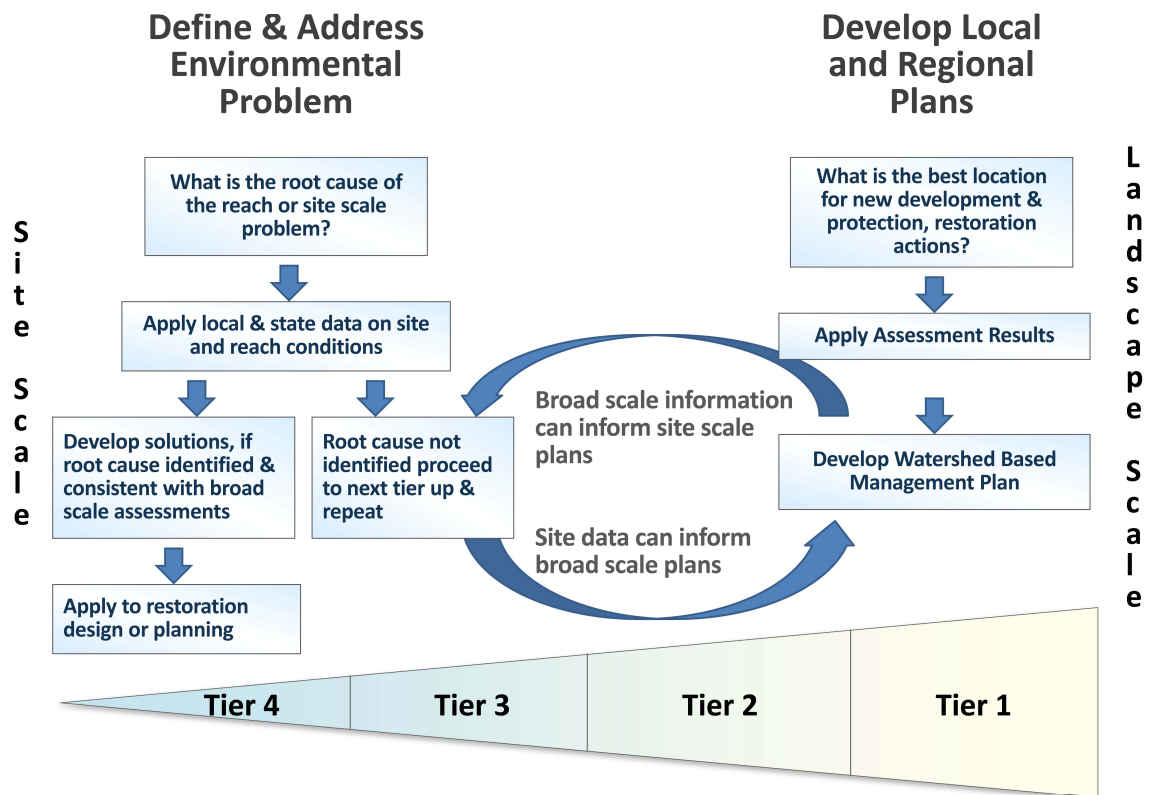 Define & Address
Environmental
Problem
Develop Local
and Regional
Plans
Site Scale
What is the root cause of
the reach or site scale
problem?
Apply local & state data on site
and reach conditions
Develop solutions, if
root cause identified &
consistent with broad
scale assessments
Root cause not
identified proceed
to next tier up &
repeat
Apply to restoration
design or planning
Broad scale information
can inform site scale
plans
Site data can inform
broad scale plans
What is the best location
for new development &
protection, restoration
actions?
Apply Assessment Results
Develop Watershed Based
Management Plan
Landscape Scale
Tier 4
Tier 3
Tier 2
Tier 1